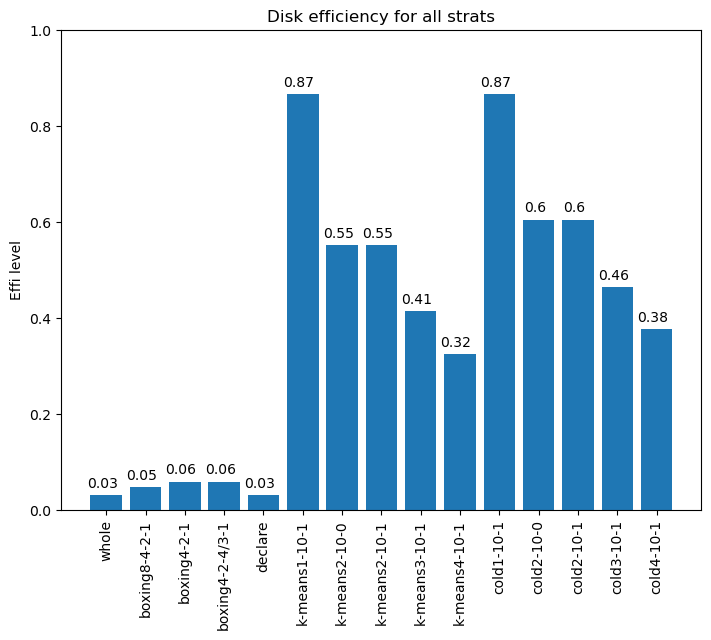 Disk efficiency for all strats
Effi level
1.0
0.8
0.6
0.4
0.2
0.0
0.03
0.05
0.06
0.06
0.03
0.87
0.55
0.55
0.41
0.32
0.87
0.6
0.6
0.46
0.38
whole
boxing8-4-2-1
boxing4-2-1
boxing4-2-4/3-1
declare
k-means1-10-1
k-means2-10-0
k-means2-10-1
k-means3-10-1
k-means4-10-1
cold1-10-1
cold2-10-0
cold2-10-1
cold3-10-1
cold4-10-1